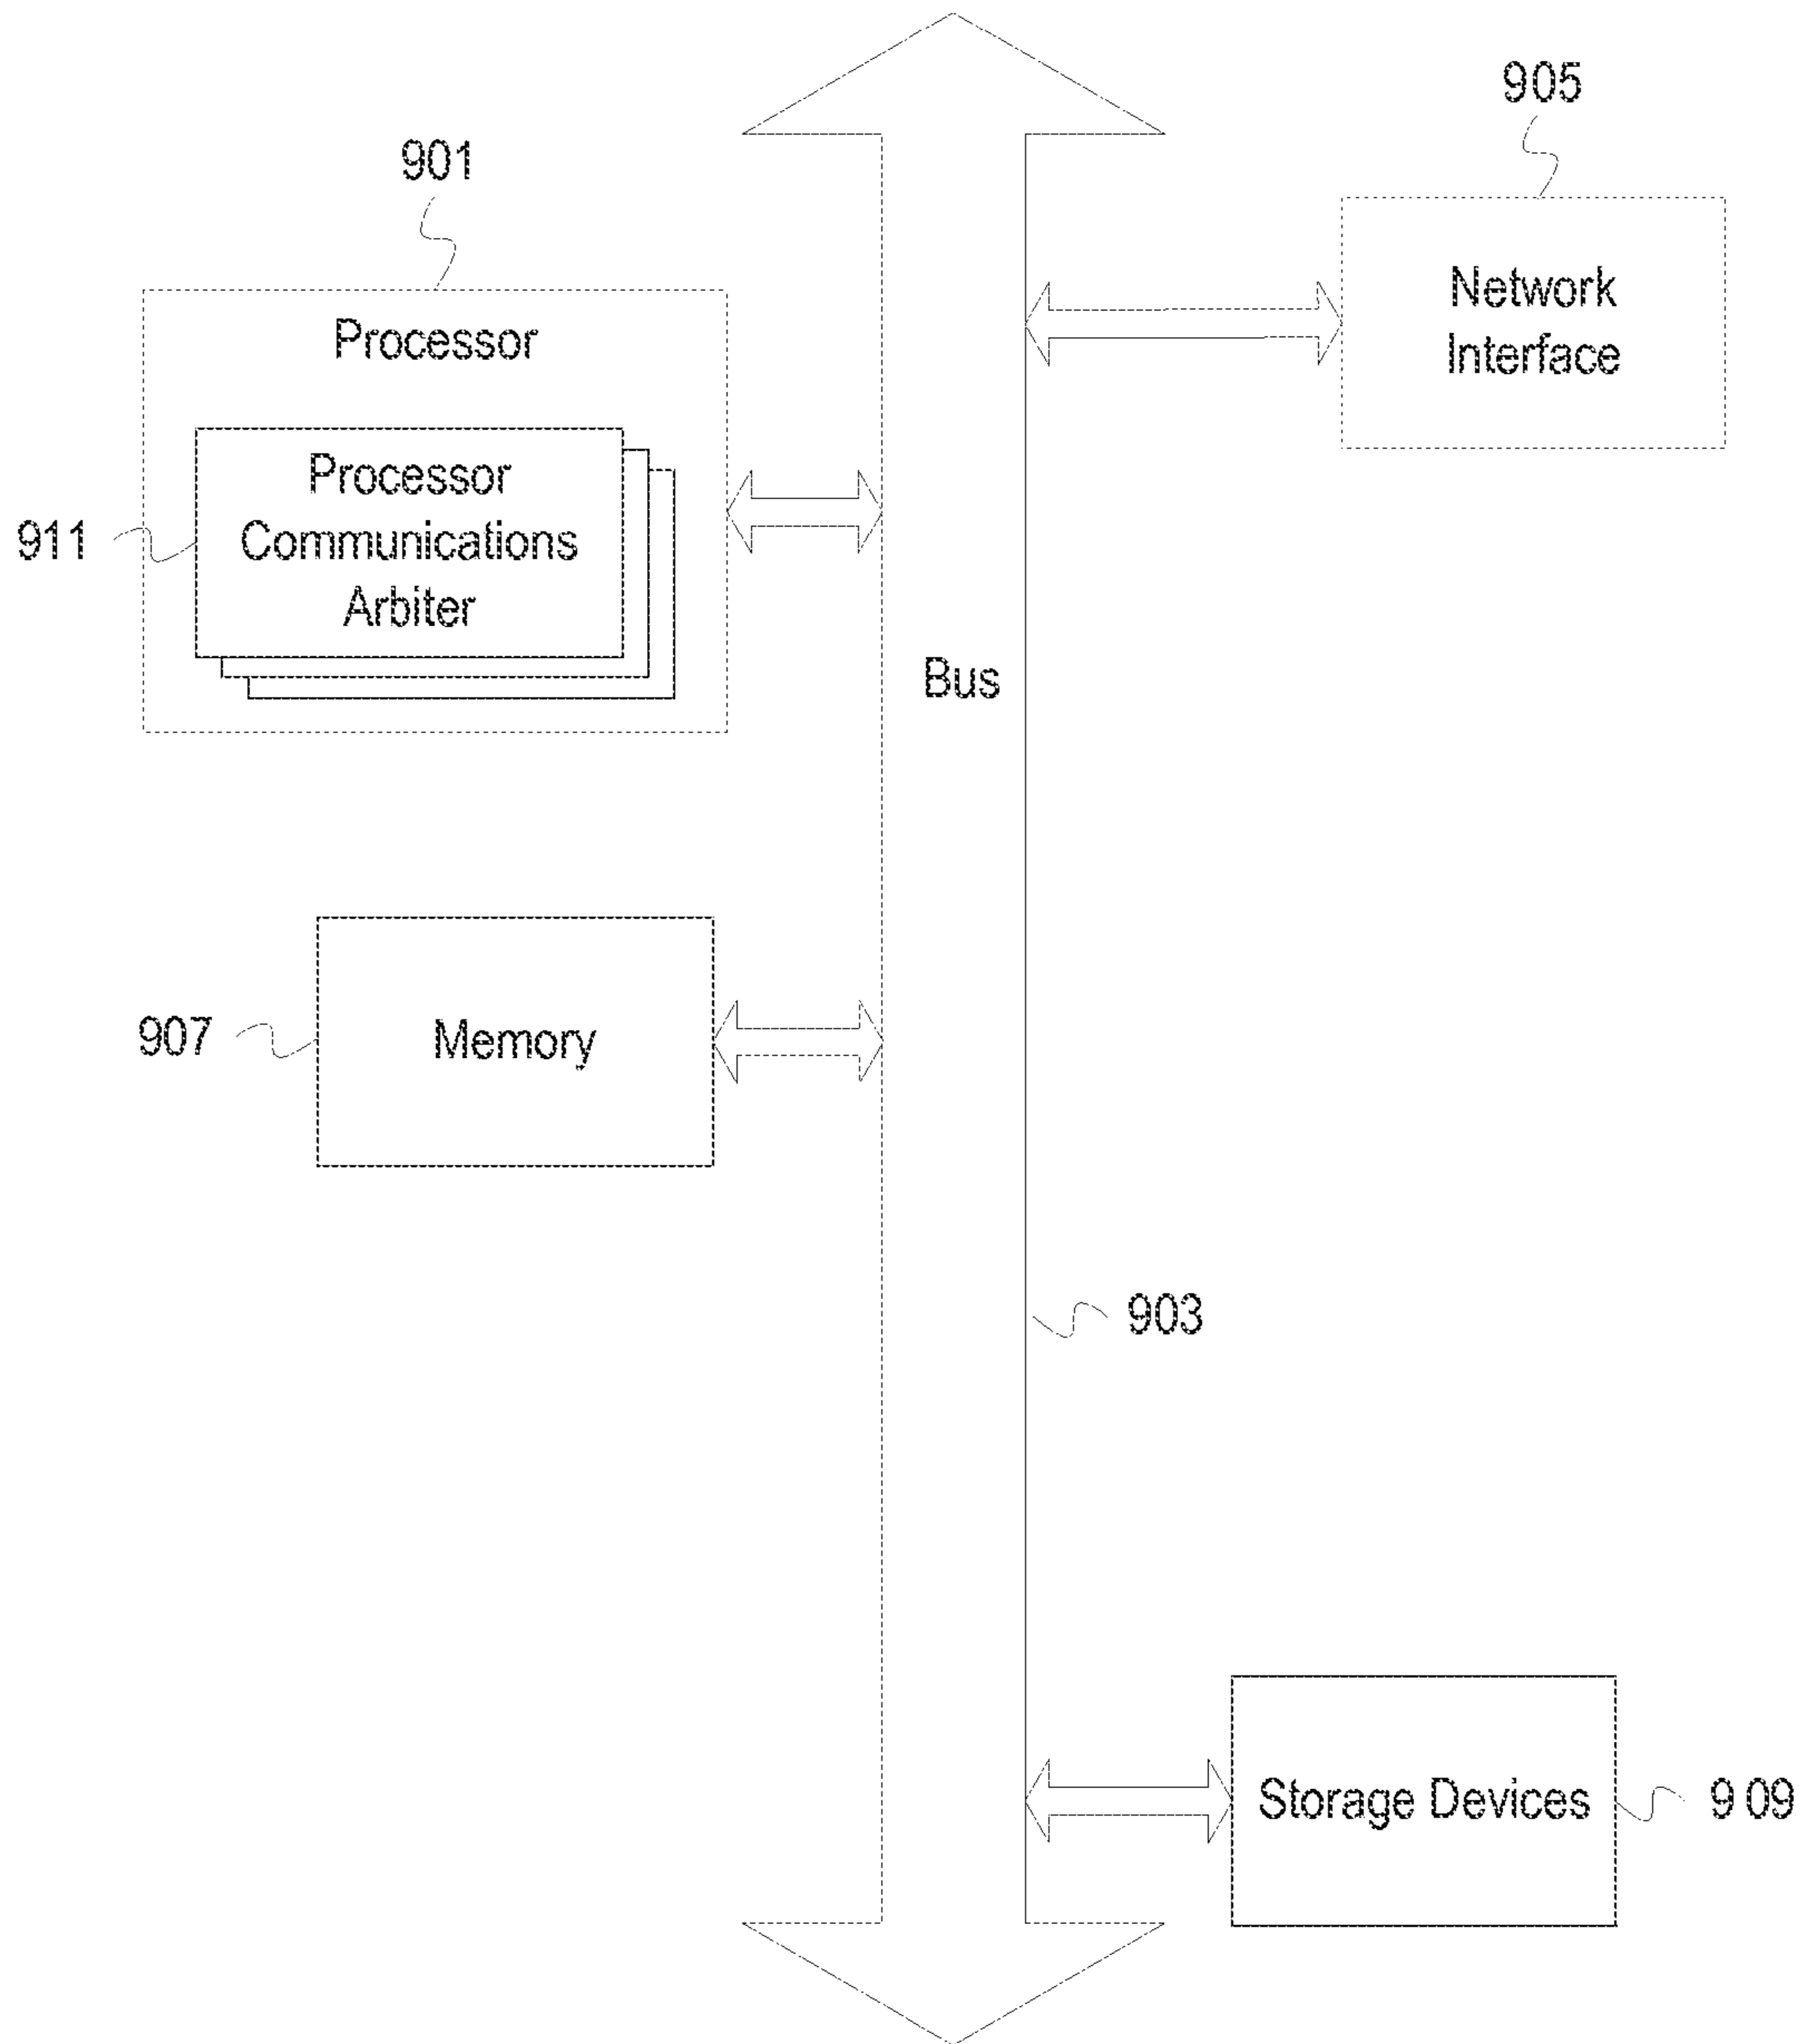 905
901
Network
Interface
Processor
Processor
Communications
Arbiter
911
Bus
907
Memory
903
Storage Devices
9 09